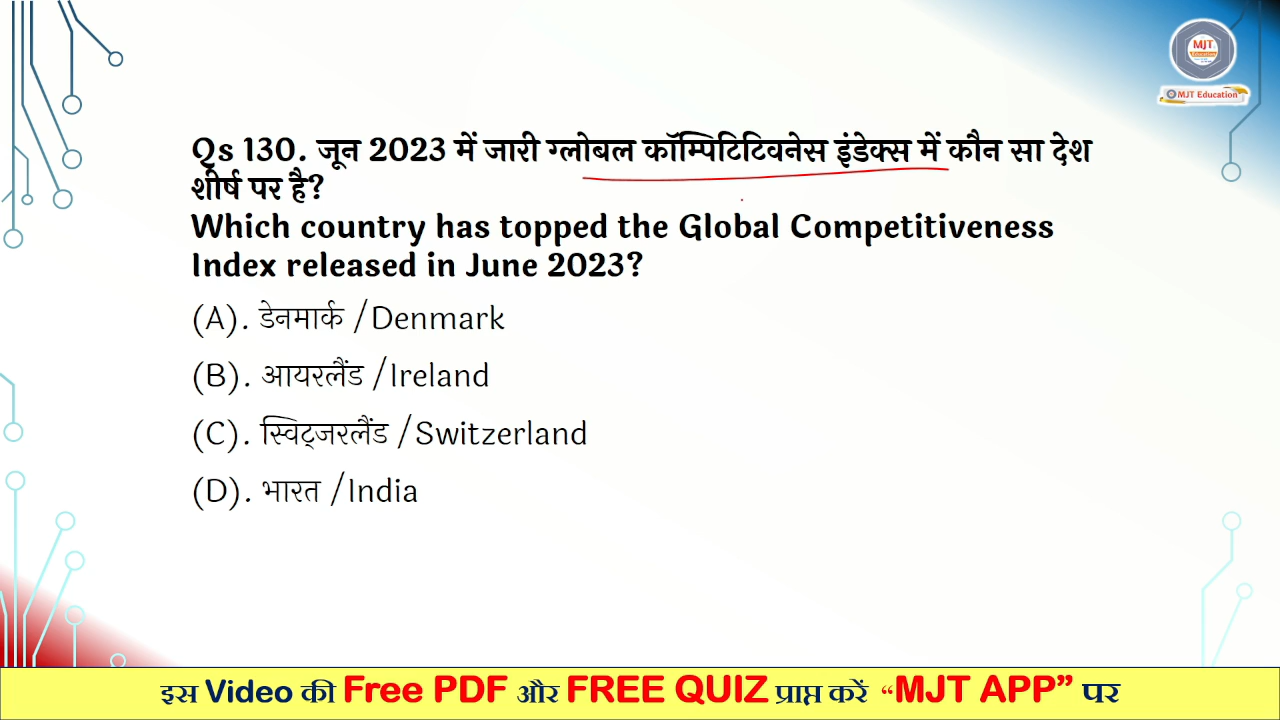 MJT
Education
MJT Education
Qs 130. जून 2023 में जारी ग्लोबल कॉम्पिटिटिवनेस इंडेक्स में कौन सा देश
शीर्ष पर है?
Which country has topped the Global Competitiveness
Index released in June 2023?
(A). डेनमार्क /Denmark
(B). आयरलैंड /Ireland
(C). स्विट्जरलैंड /Switzerland
(D). भारत /India
इस Video की Free PDF और FREE QUIZ प्राप्त करें “MJT APP” पर